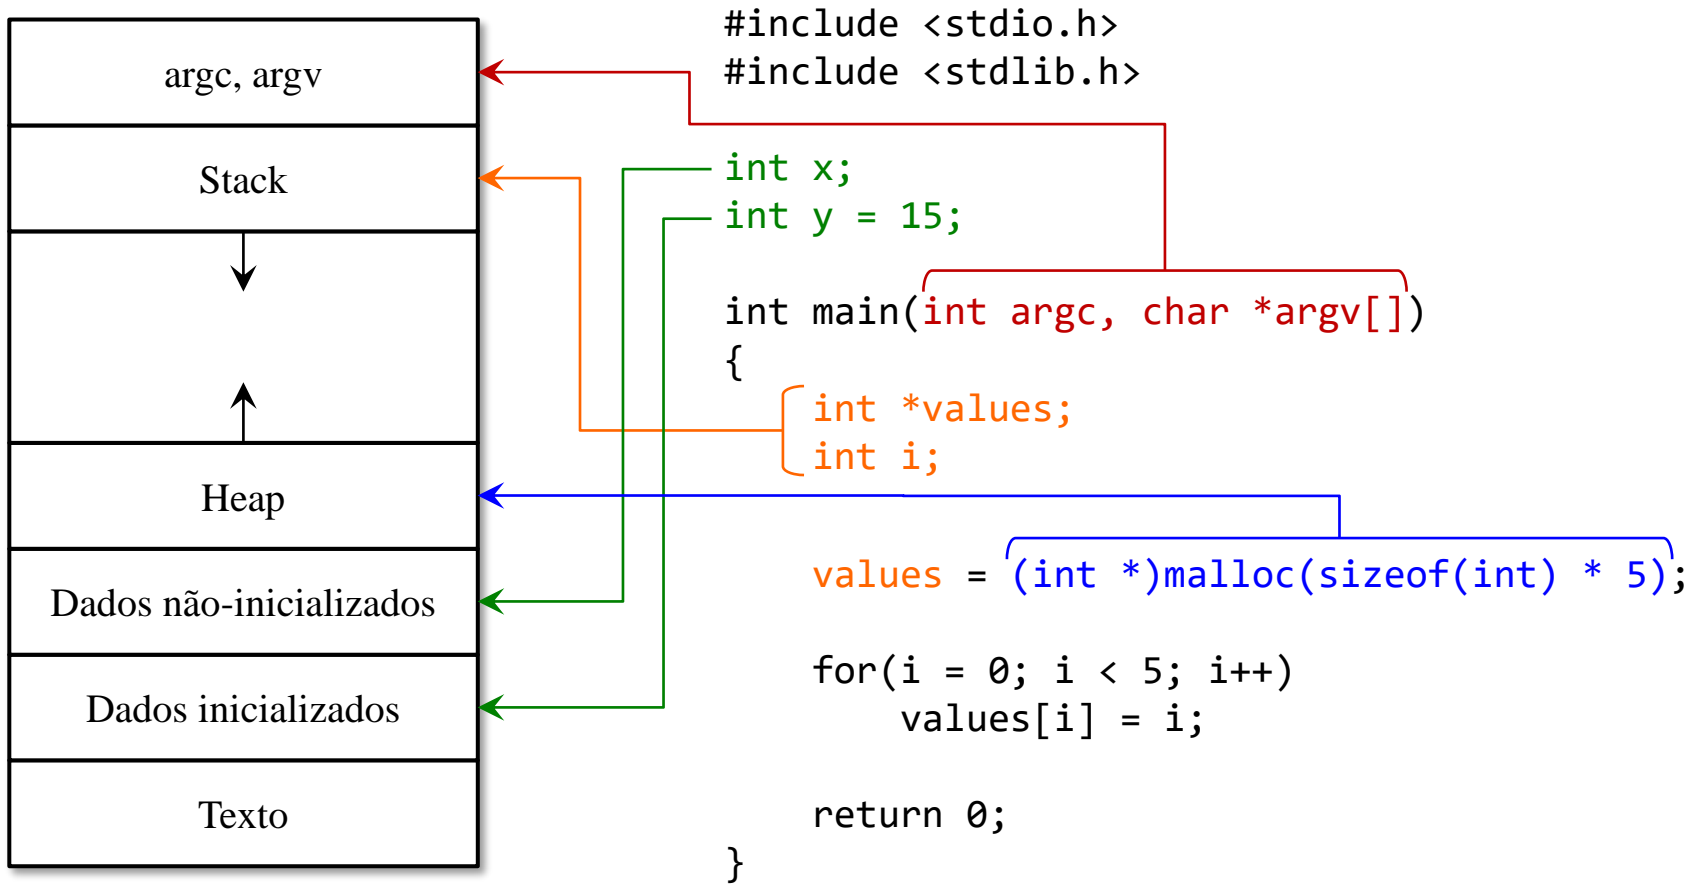 argc, argv
Stack
Heap
Dados não-inicializados
Dados inicializados
Texto
#include <stdio.h>
#include <stdlib.h>
int x;
int y = 15;
int main(int argc, char *argv[])
{
    int *values;
    int i;
    values = (int *)malloc(sizeof(int) * 5);
    for(i = 0; i < 5; i++)
        values[i] = i;
    return 0;
}